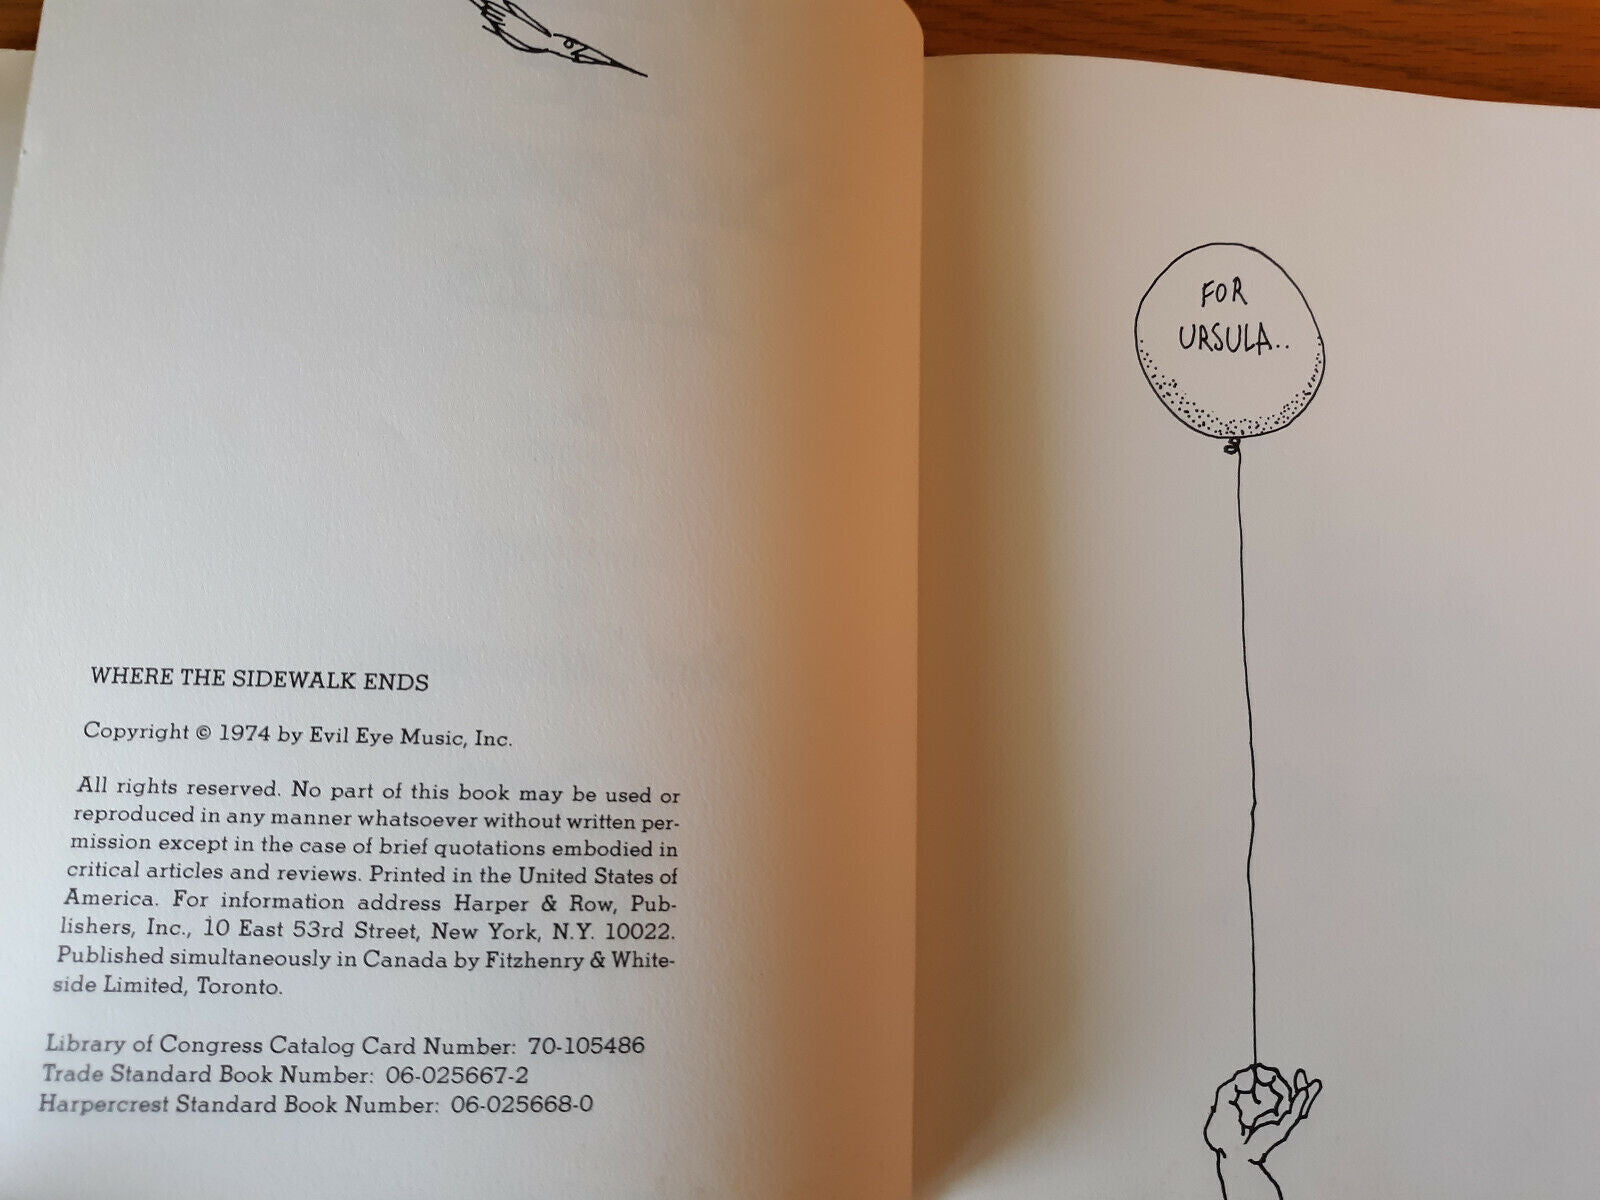 WHERE THE SIDEWALK ENDS
Copyright © 1974 by Evil Eye Music, Inc.
All rights reserved. No part of this book may be used or
reproduced in any manner whatsoever without written per-
mission except in the case of brief quotations embodied in
critical articles and reviews. Printed in the United States of
America. For information address Harper & Row, Pub-
lishers, Inc., 10 East 53rd Street, New York, N.Y. 10022.
Published simultaneously in Canada by Fitzhenry & White-
side Limited, Toronto.
Library of Congress Catalog Card Number: 70-105486
Trade Standard Book Number: 06-025667-2
Harpercrest Standard Book Number: 06-025668-0
FOR
URSULA..